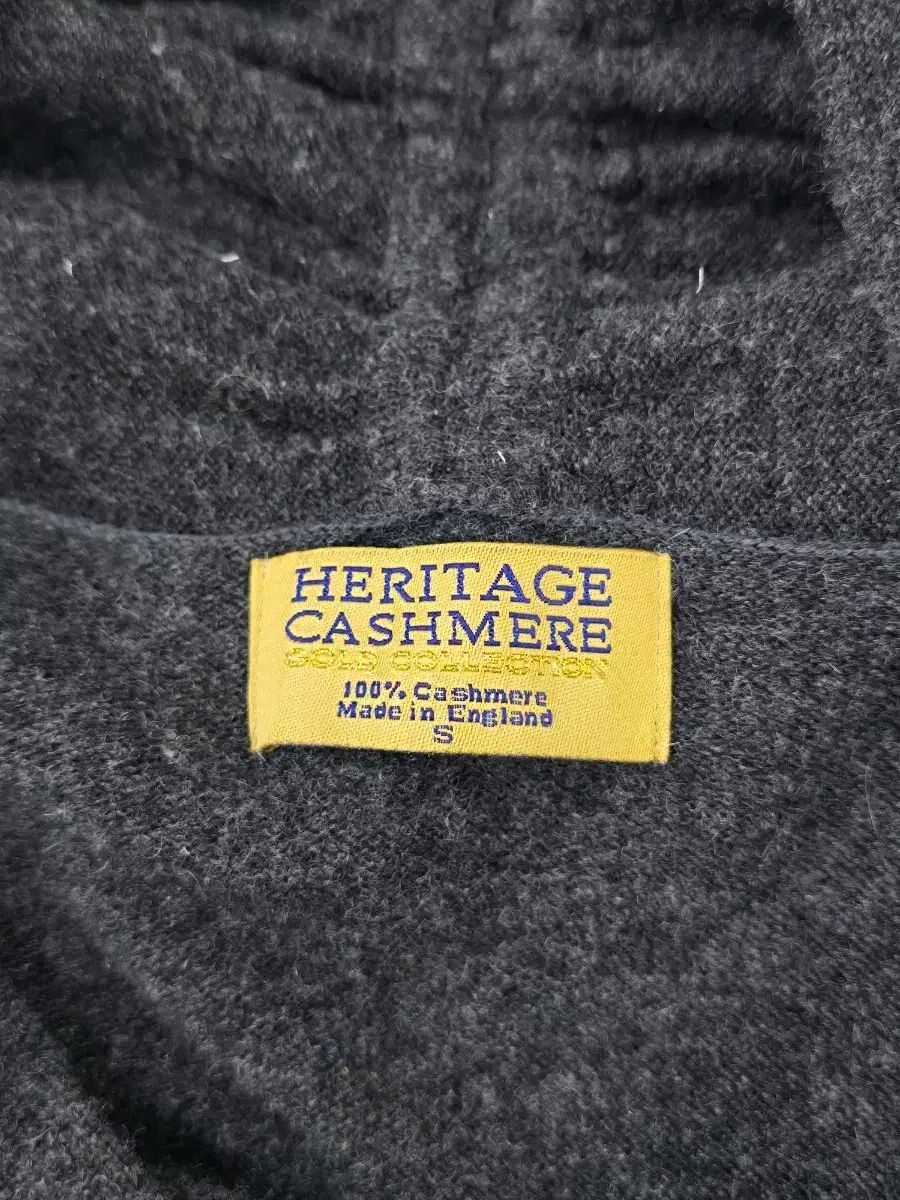 HERITAGE
CASHMERE
GOLD COLLECTION
100% Cashmere
Made in England
S